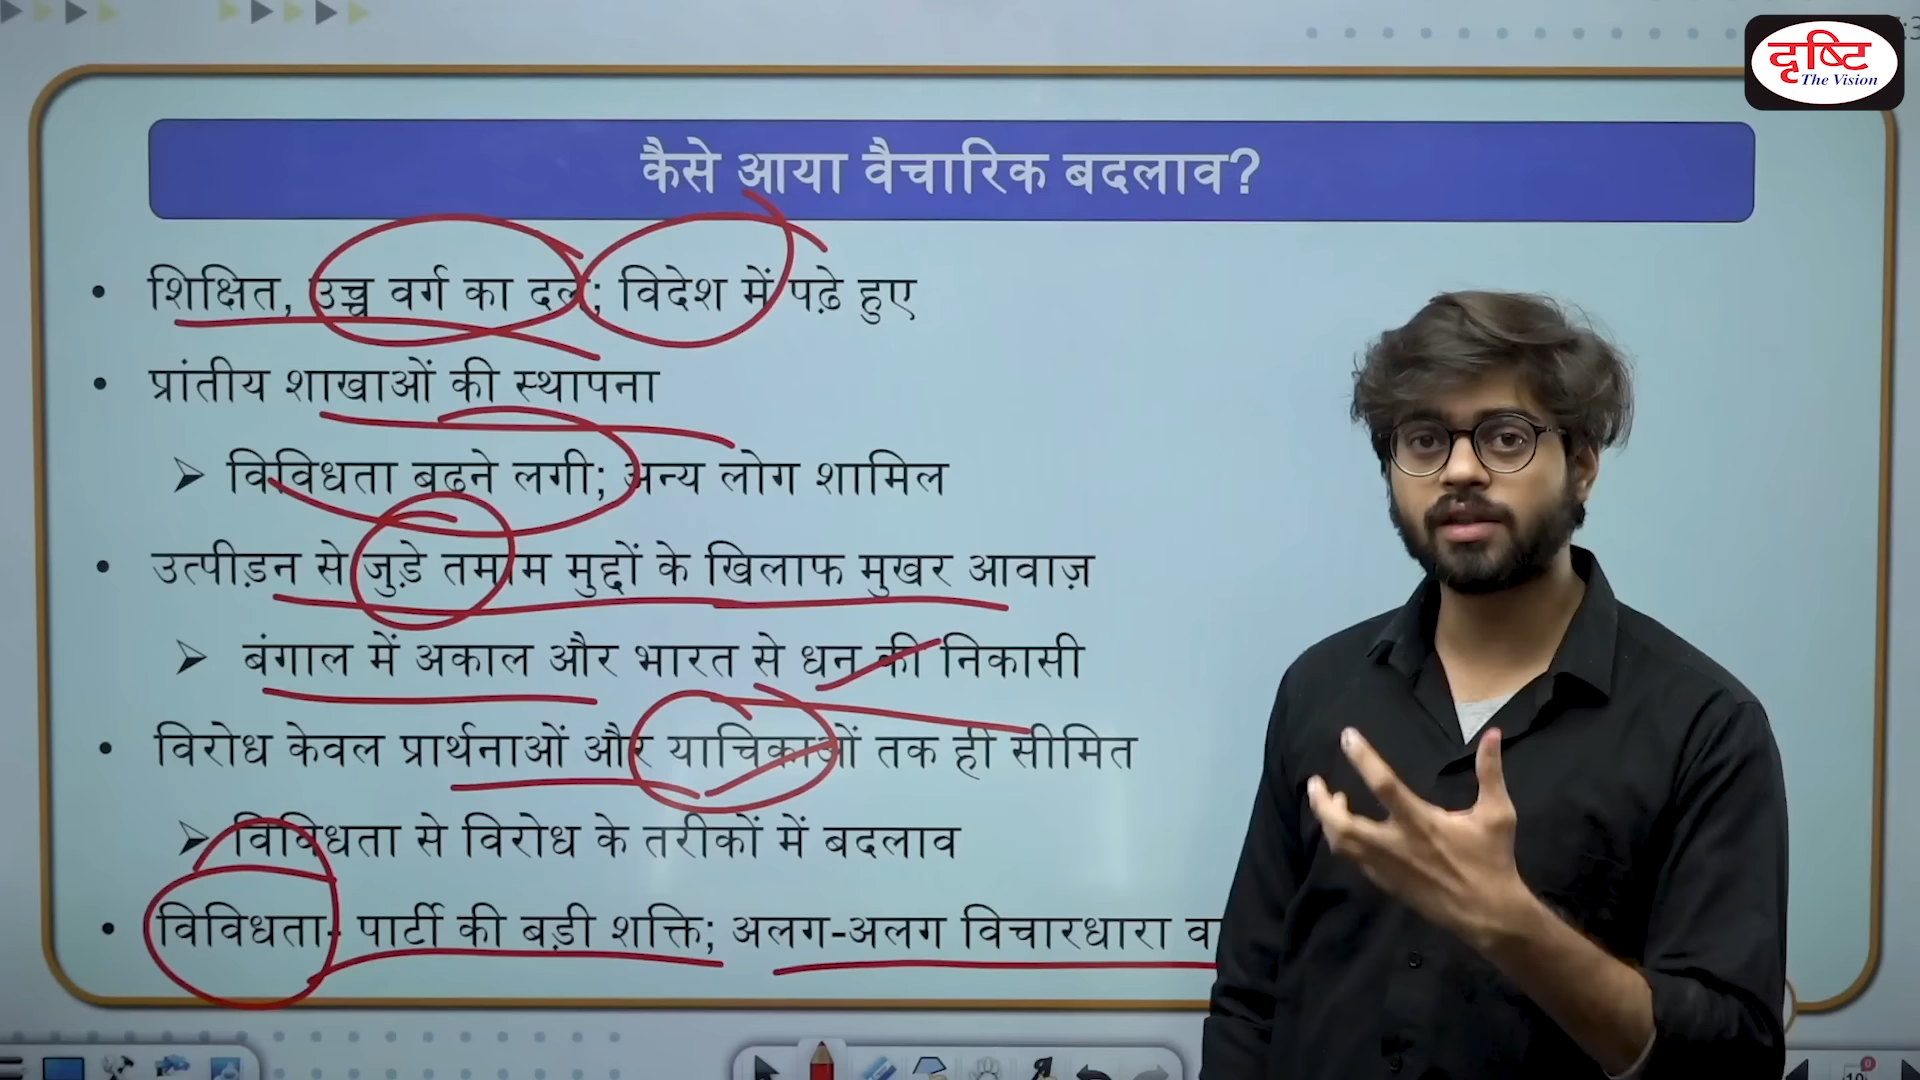 दृष्टि
The Vision
कैसे आया वैचारिक बदलाव?
• शिक्षित, उच्च वर्ग का दल; विदेश में पढ़े हुए
• प्रांतीय शाखाओं की स्थापना
➢ विविधता बढ़ने लगी; अन्य लोग शामिल
• उत्पीड़न से जुड़े तमाम मुद्दों के खिलाफ मुखर आवाज़
➢ बंगाल में अकाल और भारत से धन की निकासी
• विरोध केवल प्रार्थनाओं और याचिकाओं तक ही सीमित
➢ विविधता से विरोध के तरीकों में बदलाव
• विविधता- पार्टी की बड़ी शक्ति; अलग-अलग विचारधारा